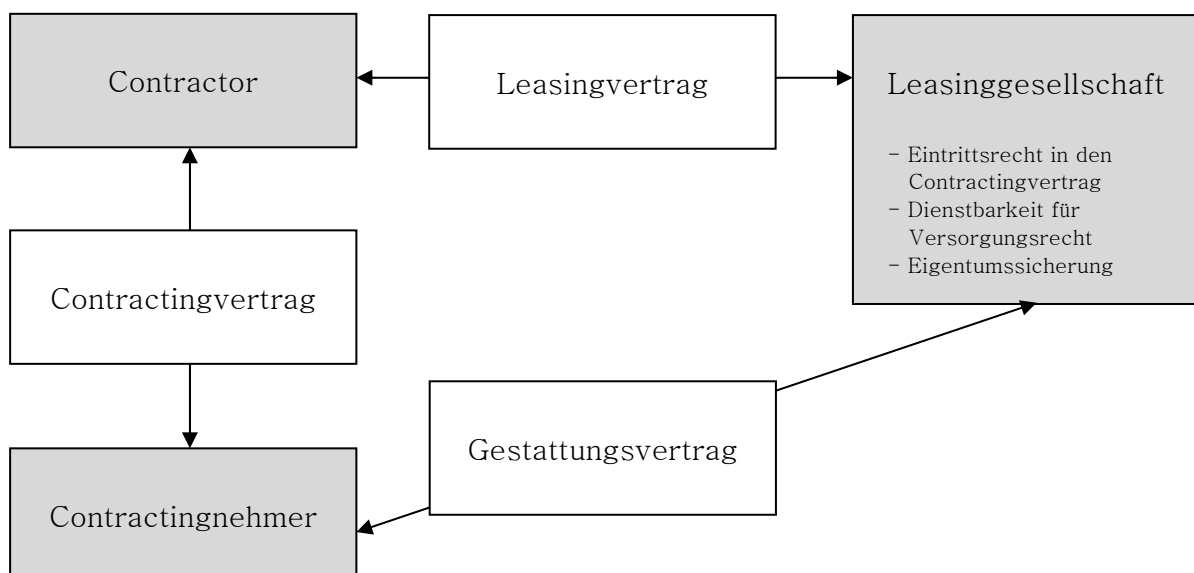 Contractor
Leasingvertrag
Leasinggesellschaft
- Eintrittsrecht in den
Contractingvertrag
- Dienstbarkeit für
Versorgungsrecht
- Eigentumssicherung
Contractingvertrag
Gestattungsvertrag
Contractingnehmer